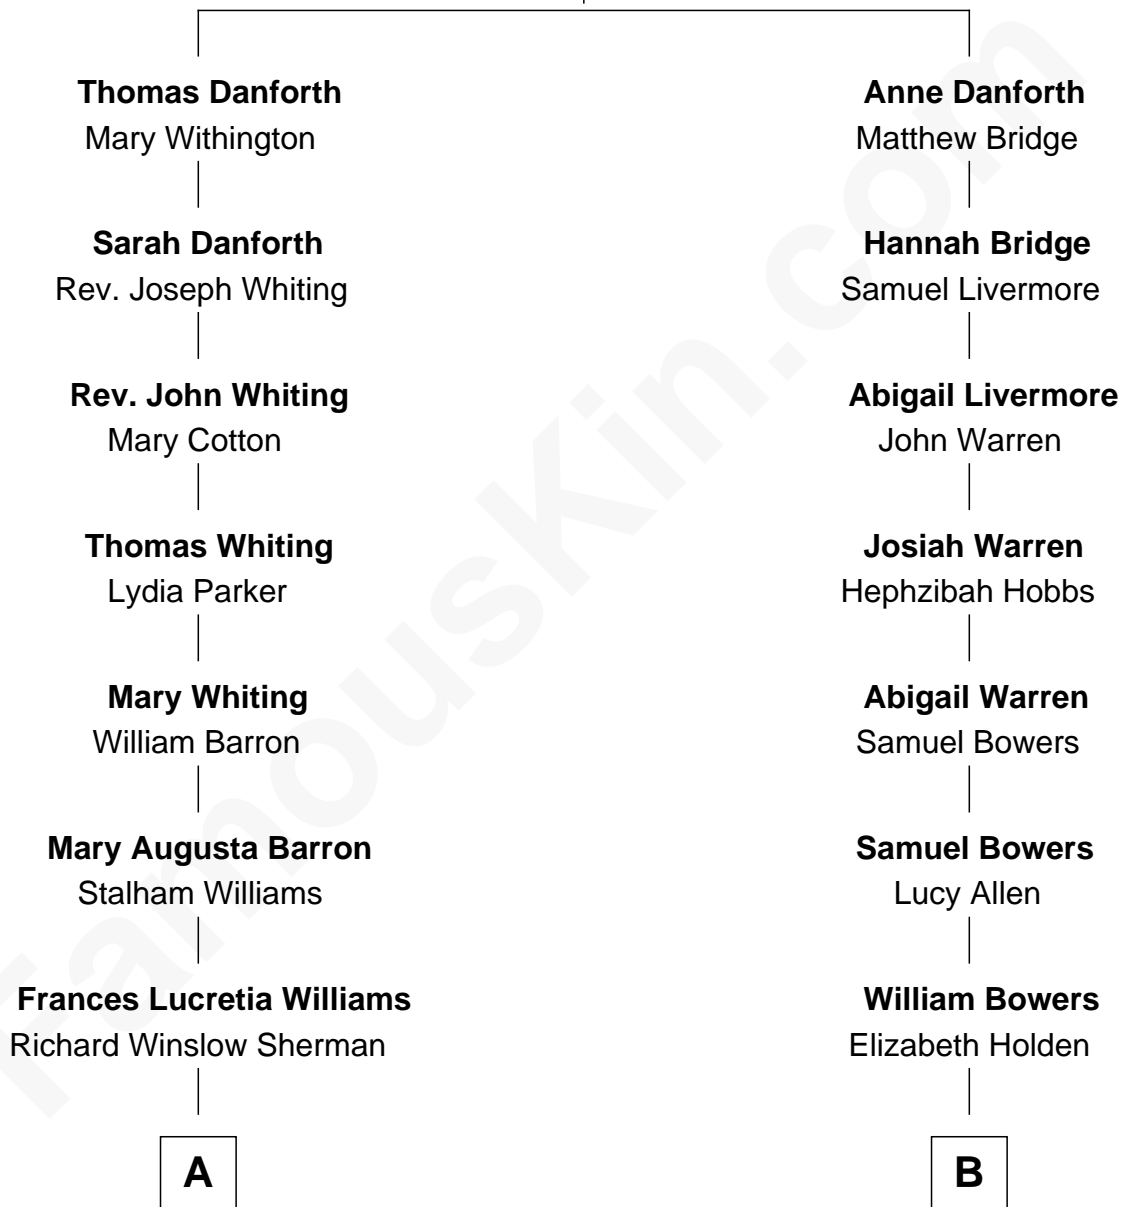 Thomas Danforth
Mary Withington
Anne Danforth
Matthew Bridge
Sarah Danforth
Rev. Joseph Whiting
Hannah Bridge
Samuel Livermore
Rev. John Whiting
Mary Cotton
Abigail Livermore
John Warren
Thomas Whiting
Lydia Parker
Josiah Warren
Hephzibah Hobbs
Mary Whiting
William Barron
Abigail Warren
Samuel Bowers
Mary Augusta Barron
Stalham Williams
Samuel Bowers
Lucy Allen
Frances Lucretia Williams
Richard Winslow Sherman
William Bowers
Elizabeth Holden
A
B
FamousKin.com